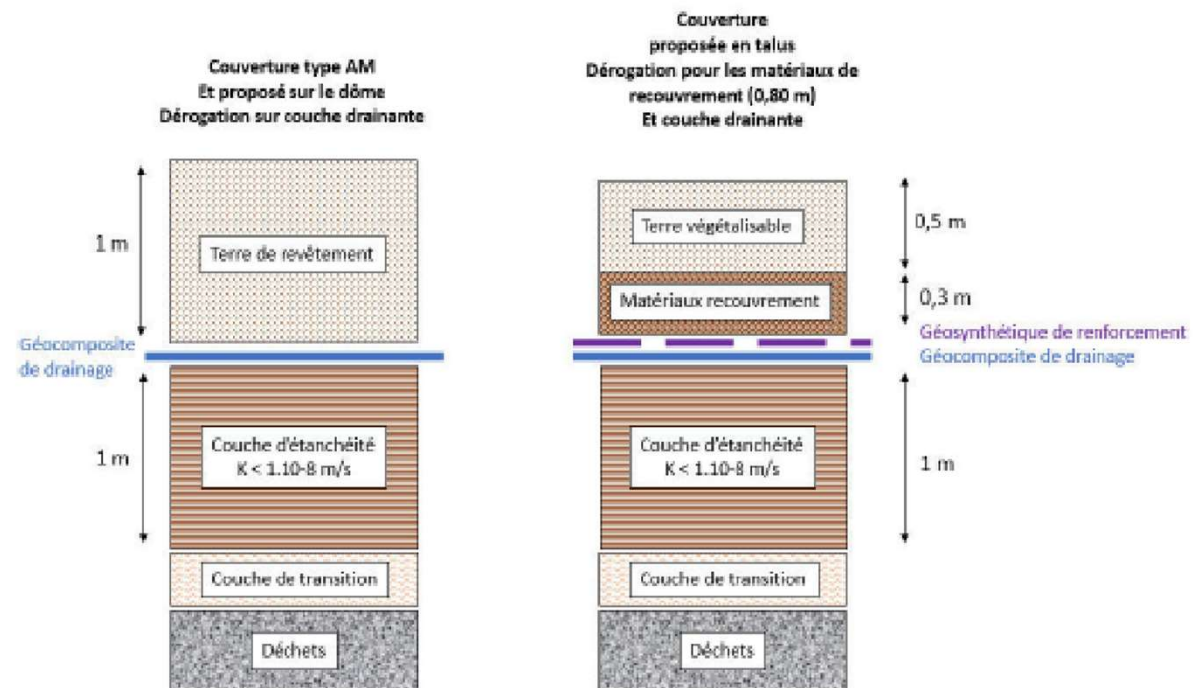 Couverture type AM
Et proposé sur le dôme
Dérogation sur couche drainante
1 m
Terre de revêtement
Géocomposite
de drainage
1 m
Couche d'étanchéité
K < 1.10-8 m/s
Couche de transition
Déchets
Couverture
proposée en talus
Dérogation pour les matériaux de
recouvrement (0,80 m)
Et couche drainante
Terre végétalisable
0,5 m
Matériaux recouvrement
0,3 m
Géosynthétique de renforcement
Géocomposite de drainage
Couche d'étanchéité
K < 1.10-8 m/s
1 m
Couche de transition
Déchets